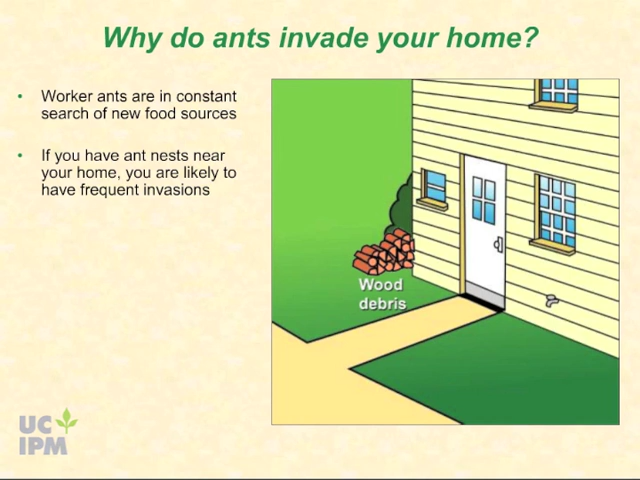 Why do ants invade your home?
• Worker ants are in constant
search of new food sources
• If you have ant nests near
your home, you are likely to
have frequent invasions
Wood
debris
UC
IPM